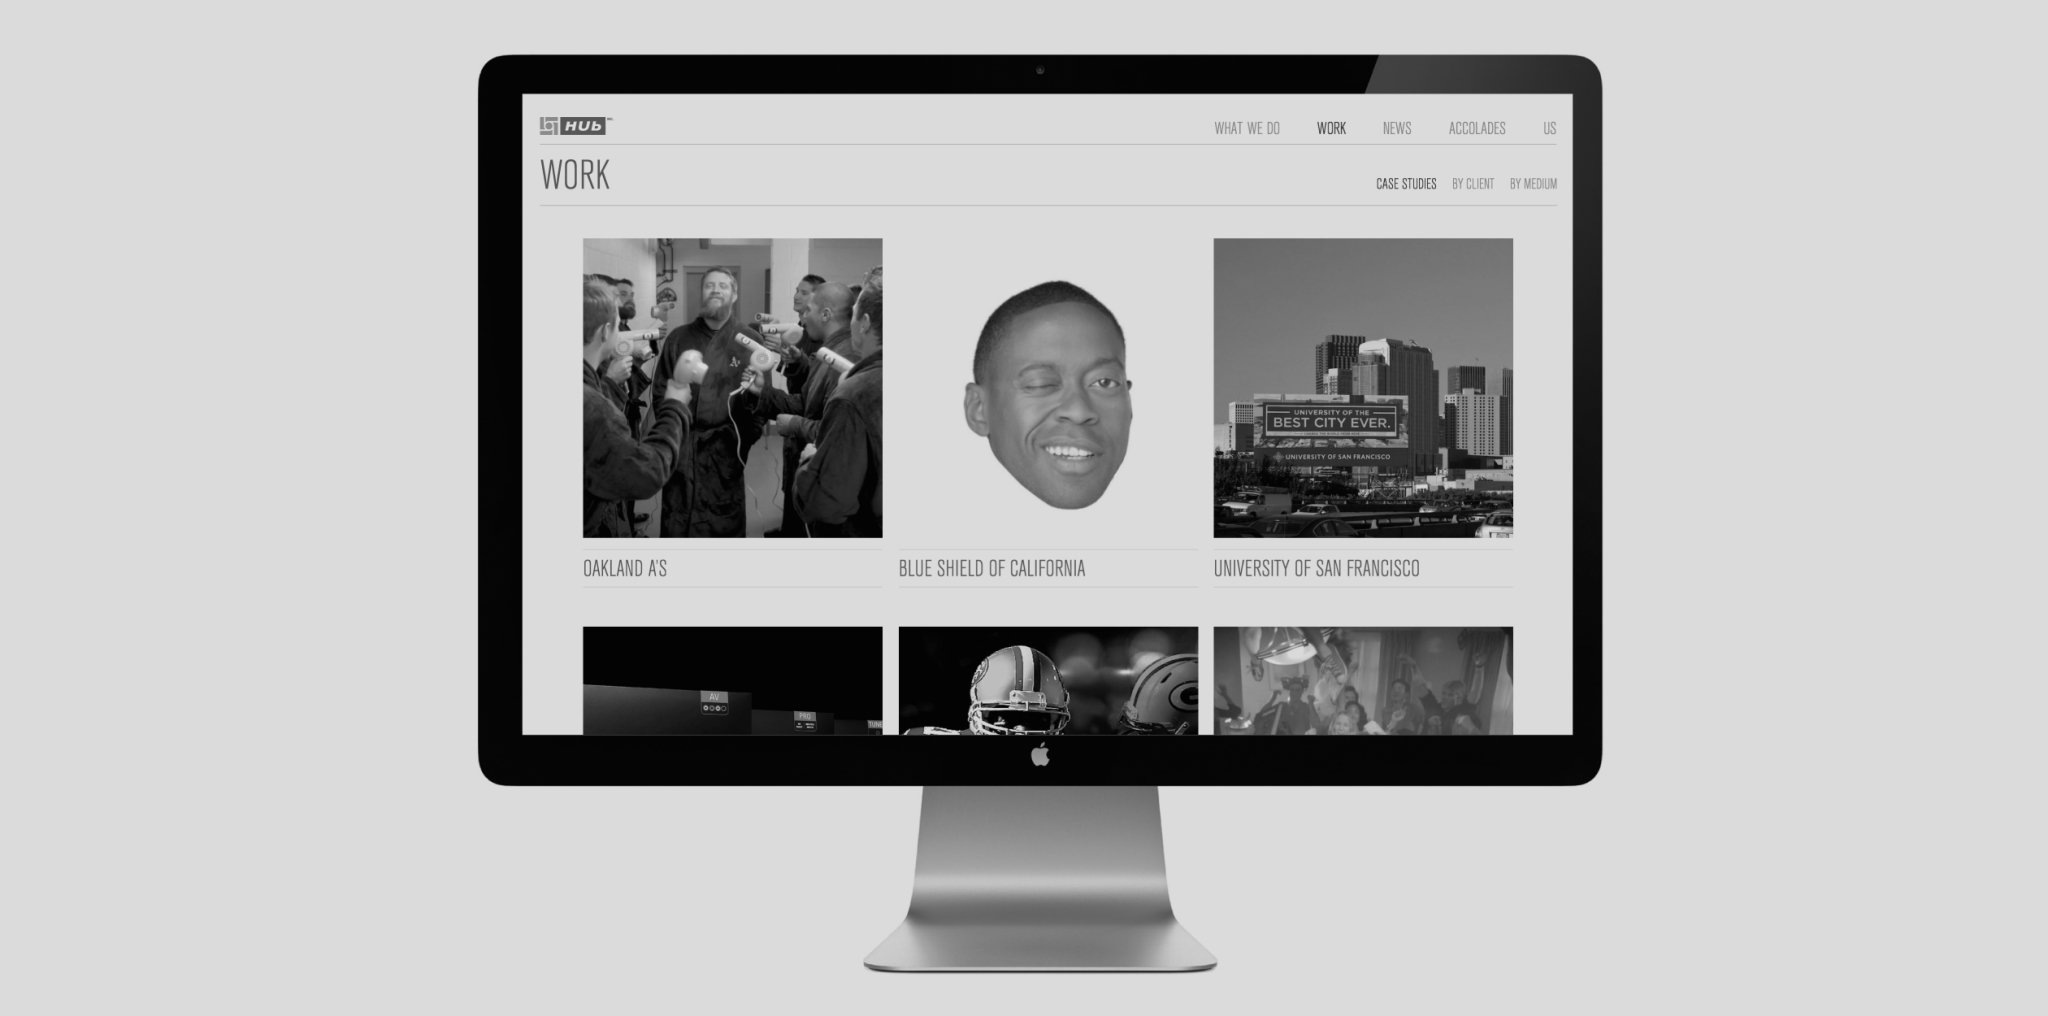 HUb
WHAT WE DO WORK NEWS ACCOLADES US
WORK
CASE STUDIES BY CLIENT BY MEDIUM
UNIVERSITY OF THE
BEST CITY EVER.
UNIVERSITY OF SAN FRANCISCO
OAKLAND A'S
BLUE SHIELD OF CALIFORNIA
UNIVERSITY OF SAN FRANCISCO
AV
PRO
TUNE